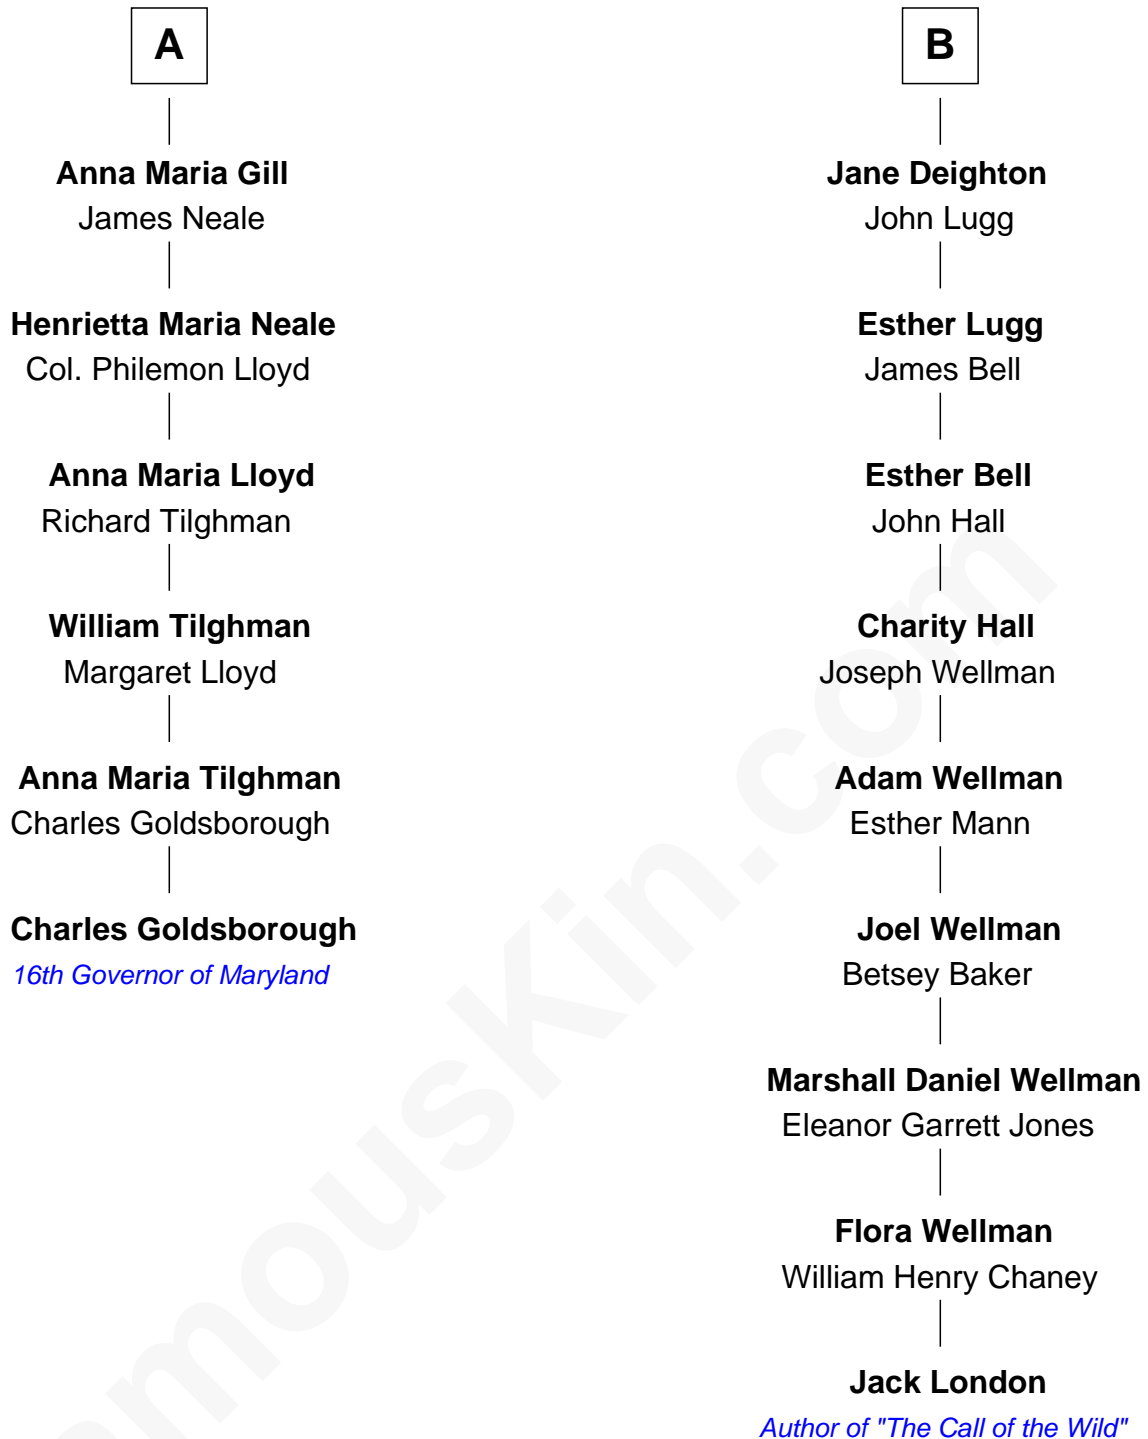 A
Anna Maria Gill
James Neale
Henrietta Maria Neale
Col. Philemon Lloyd
Anna Maria Lloyd
Richard Tilghman
William Tilghman
Margaret Lloyd
Anna Maria Tilghman
Charles Goldsborough
Charles Goldsborough
16th Governor of Maryland
B
Jane Deighton
John Lugg
Esther Lugg
James Bell
Esther Bell
John Hall
Charity Hall
Joseph Wellman
Adam Wellman
Esther Mann
Joel Wellman
Betsey Baker
Marshall Daniel Wellman
Eleanor Garrett Jones
Flora Wellman
William Henry Chaney
Jack London
Author of "The Call of the Wild"
amouskin.com